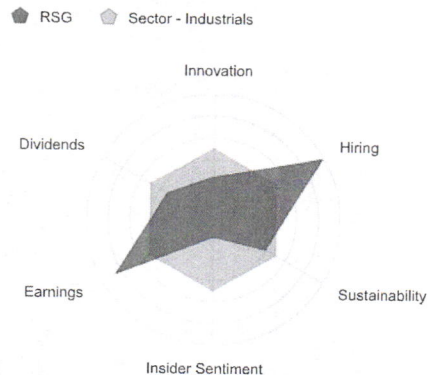 RSG Sector - Industrials
Innovation
Dividends Hiring
Earnings Sustainability
Insider Sentiment